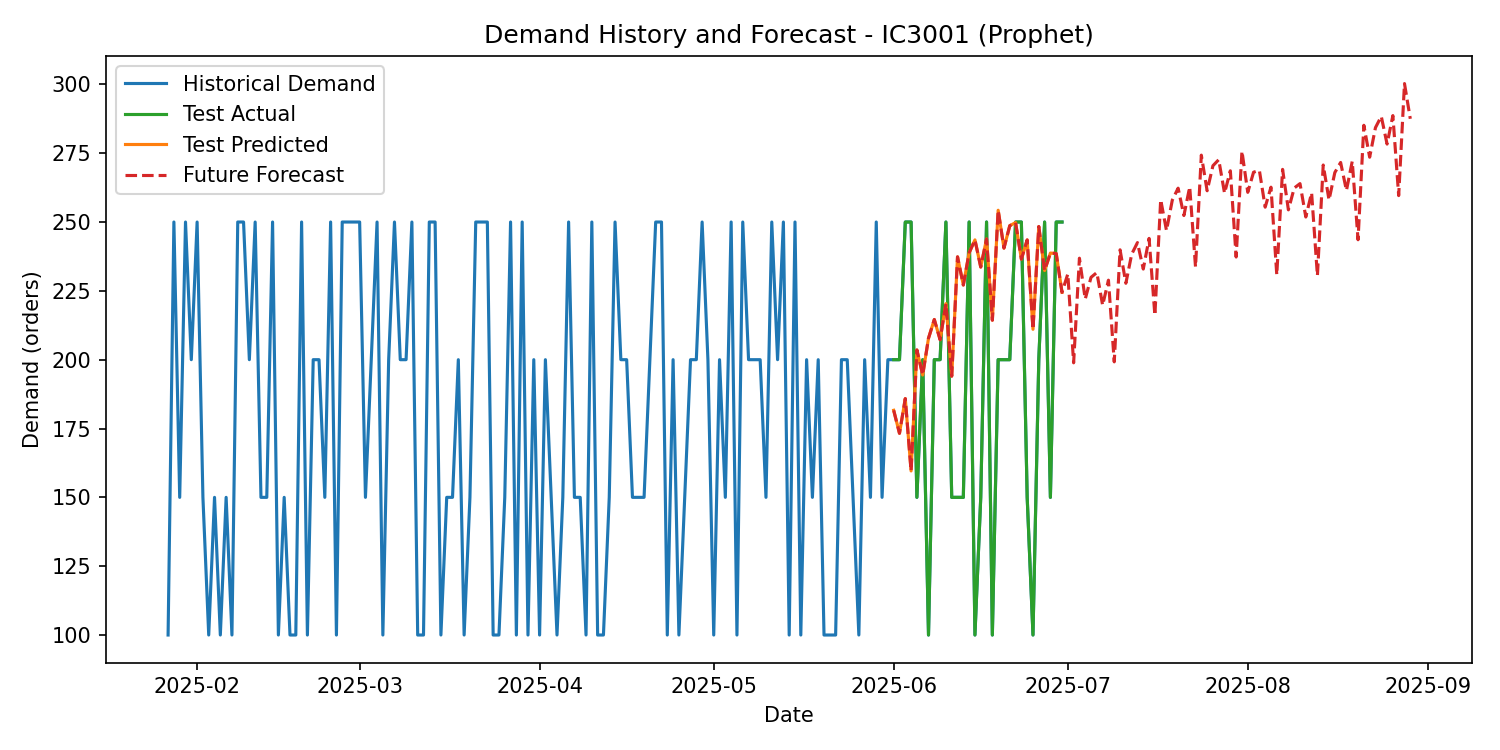 Demand History and Forecast - IC3001 (Prophet)
Historical Demand
Test Actual
Test Predicted
Future Forecast
Demand (orders)
300
275
250
225
200
175
150
125
100
2025-02 2025-03 2025-04 2025-05 2025-06 2025-07 2025-08 2025-09
Date